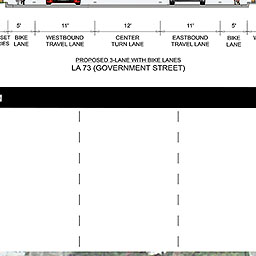 5' 11' 12' 11' 5'
BIKE LANE WESTBOUND TRAVEL LANE CENTER TURN LANE EASTBOUND TRAVEL LANE BIKE LANE
PROPOSED 3-LANE WITH BIKE LANES
LA 73 (GOVERNMENT STREET)